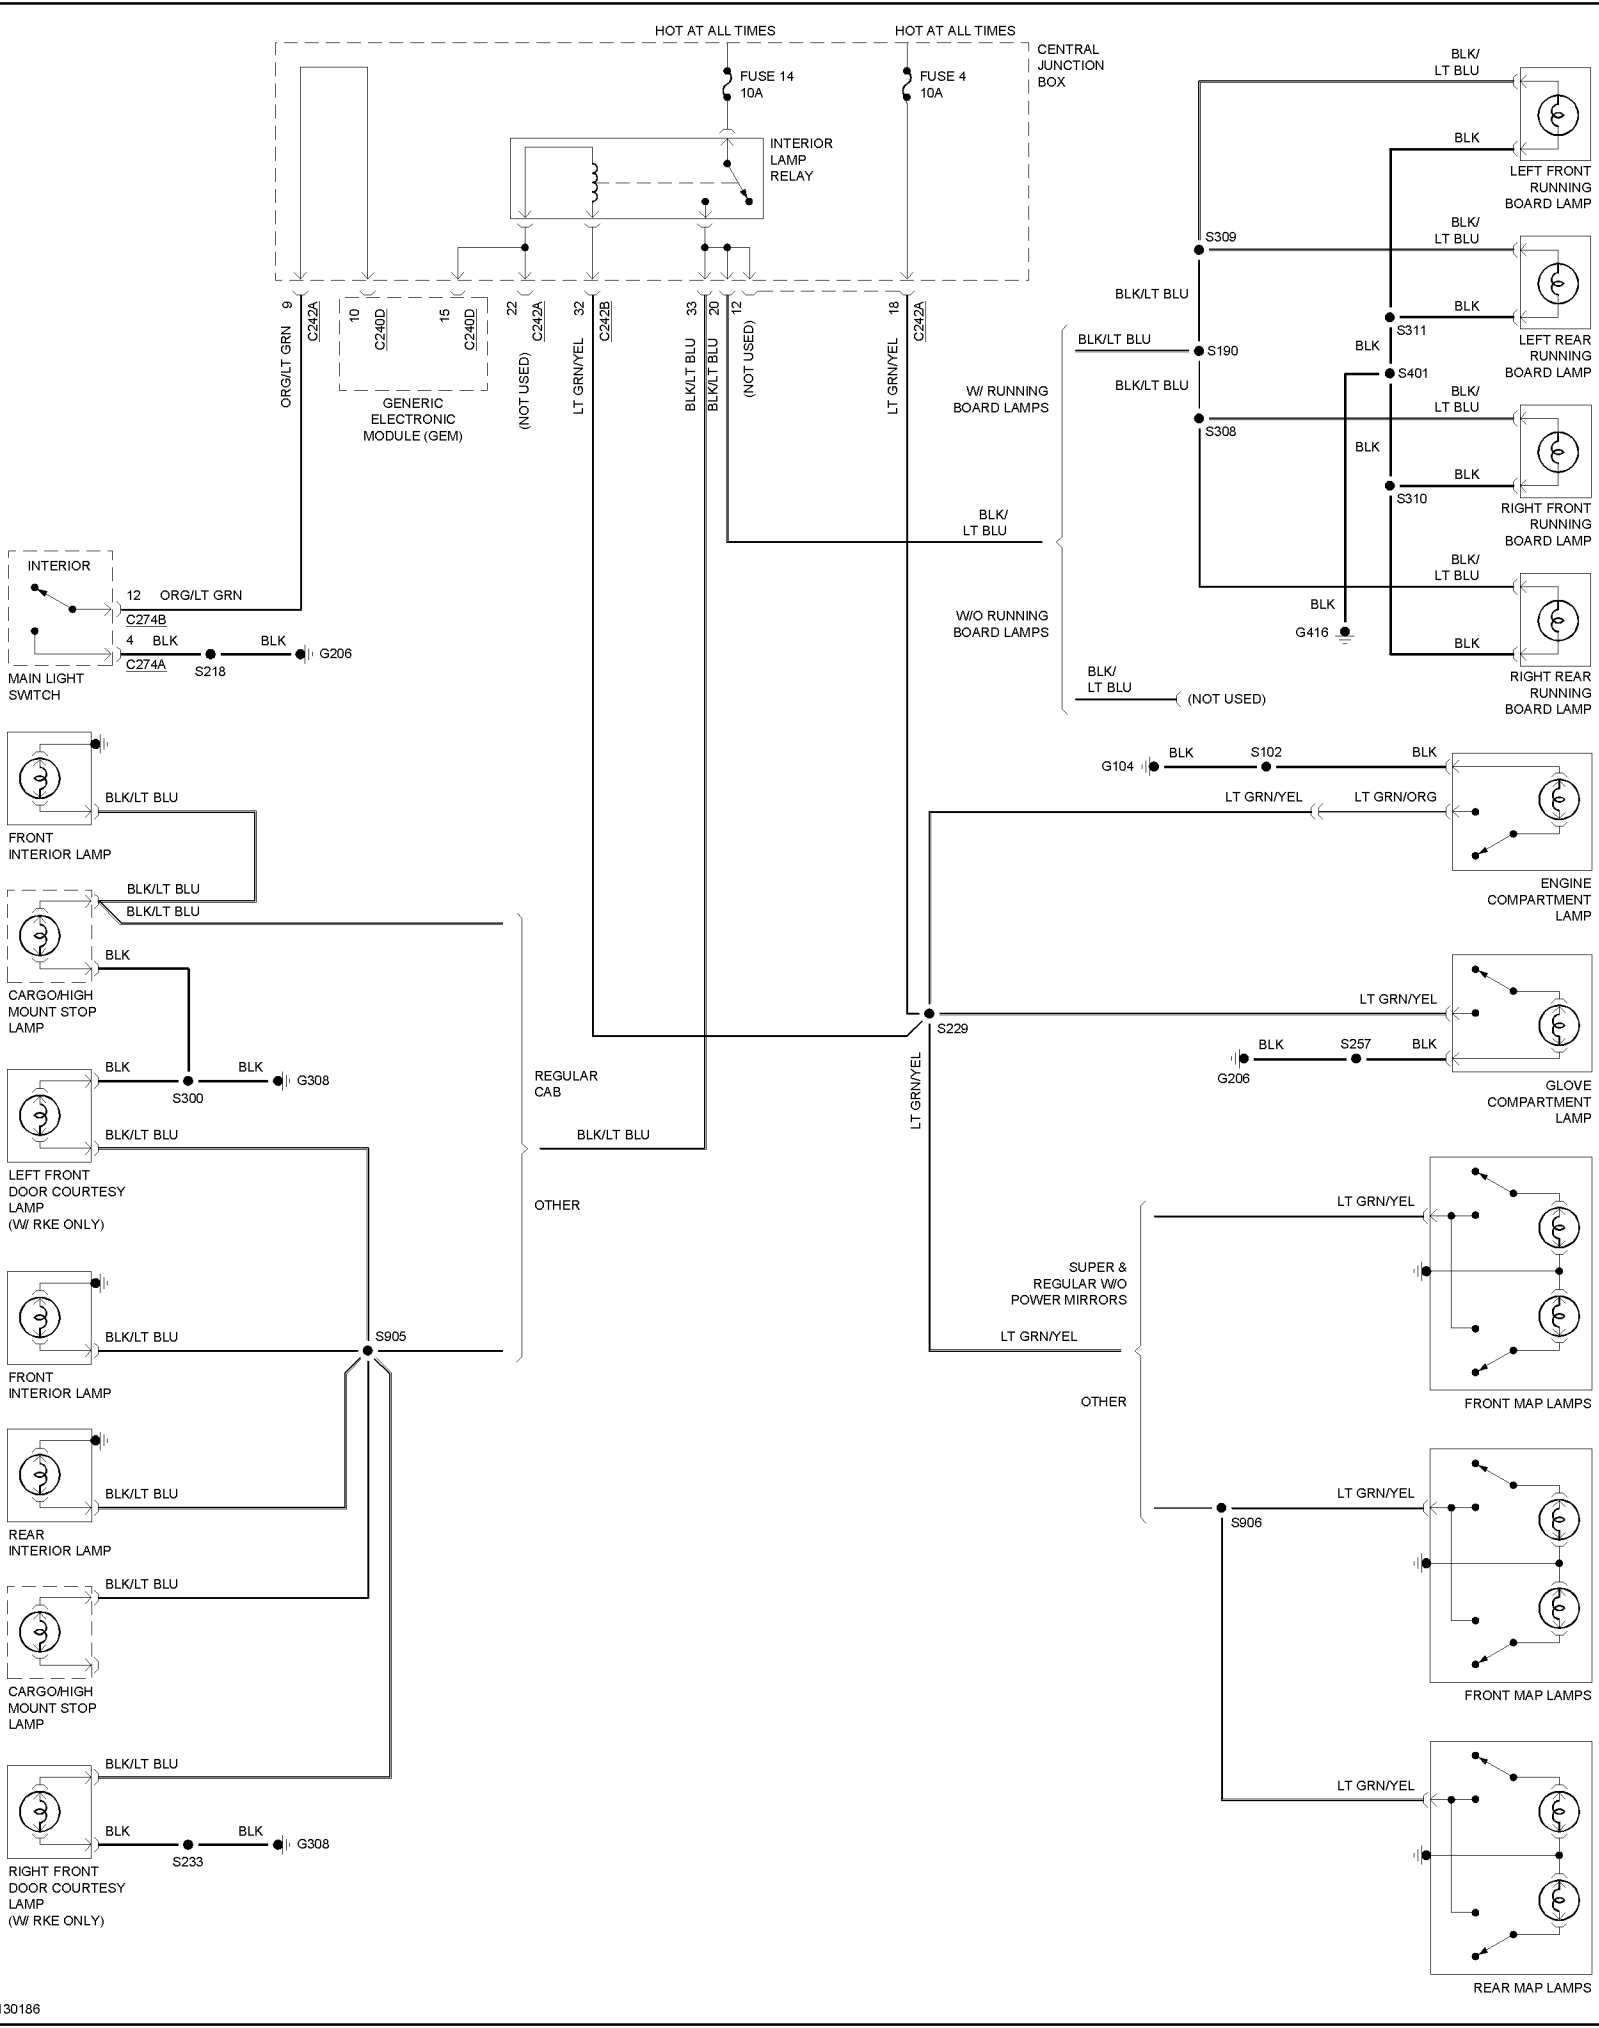 HOT AT ALL TIMES
HOT AT ALL TIMES
CENTRAL
JUNCTION
BOX
FUSE 14
10A
FUSE 4
10A
INTERIOR
LAMP
RELAY
9
C242A
10
C240D
15
C240D
22
C242A
32
C242B
33
20
12
18
C242A
ORG/LT GRN
(NOT USED)
LT GRN/YEL
BLK/LT BLU
BLK/LT BLU
(NOT USED)
LT GRN/YEL
GENERIC
ELECTRONIC
MODULE (GEM)
BLK/
LT BLU
BLK
LEFT FRONT
RUNNING
BOARD LAMP
S309
BLK/
LT BLU
BLK/LT BLU
BLK
S311
LEFT REAR
RUNNING
BOARD LAMP
BLK/LT BLU
S190
BLK
S401
BLK/LT BLU
BLK/
LT BLU
W/ RUNNING
BOARD LAMPS
S308
BLK
BLK
S310
RIGHT FRONT
RUNNING
BOARD LAMP
BLK/
LT BLU
BLK/
LT BLU
W/O RUNNING
BOARD LAMPS
BLK
G416
BLK
RIGHT REAR
RUNNING
BOARD LAMP
BLK/
LT BLU
(NOT USED)
INTERIOR
12
ORG/LT GRN
C274B
4
BLK
BLK
C274A
S218
G206
MAIN LIGHT
SWITCH
BLK/LT BLU
FRONT
INTERIOR LAMP
BLK/LT BLU
BLK/LT BLU
BLK
CARGO/HIGH
MOUNT STOP
LAMP
BLK
BLK
S300
G308
BLK/LT BLU
LEFT FRONT
DOOR COURTESY
LAMP
(W/ RKE ONLY)
REGULAR
CAB
BLK/LT BLU
OTHER
BLK/LT BLU
S905
FRONT
INTERIOR LAMP
BLK/LT BLU
REAR
INTERIOR LAMP
BLK/LT BLU
CARGO/HIGH
MOUNT STOP
LAMP
BLK/LT BLU
BLK
BLK
S233
G308
RIGHT FRONT
DOOR COURTESY
LAMP
(W/ RKE ONLY)
G104
BLK
S102
BLK
LT GRN/YEL
LT GRN/ORG
ENGINE
COMPARTMENT
LAMP
S229
LT GRN/YEL
LT GRN/YEL
G206
BLK
S257
BLK
GLOVE
COMPARTMENT
LAMP
LT GRN/YEL
SUPER &
REGULAR W/O
POWER MIRRORS
LT GRN/YEL
OTHER
FRONT MAP LAMPS
LT GRN/YEL
S906
FRONT MAP LAMPS
LT GRN/YEL
REAR MAP LAMPS
130186